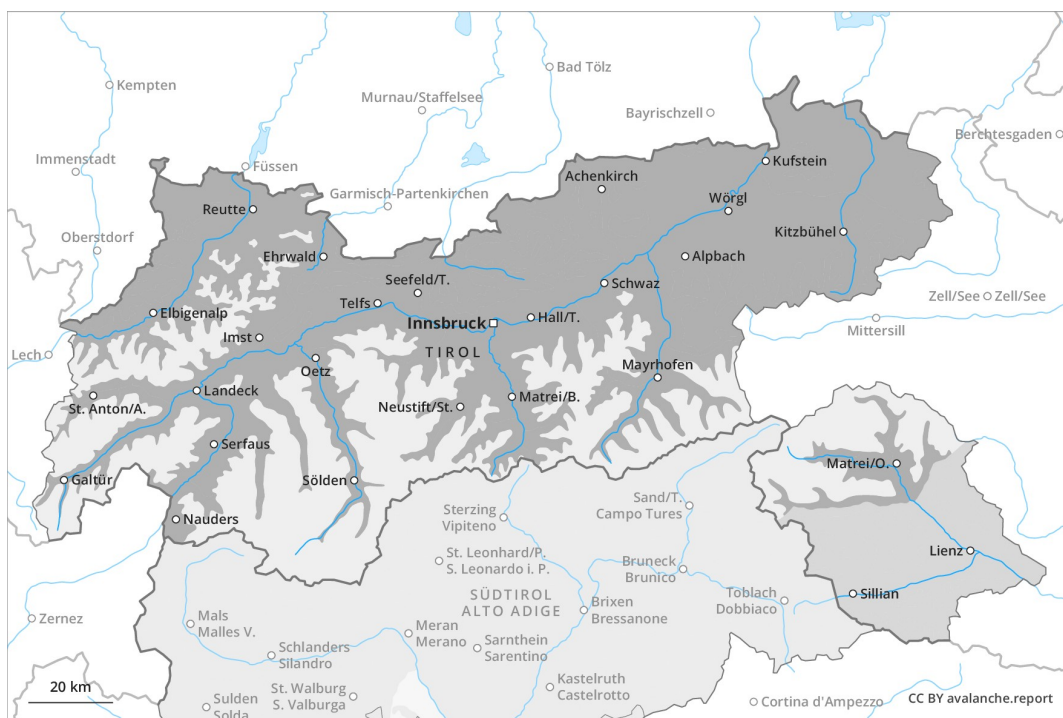 Kempten
Bad Tölz
Murnau/Staffelsee
Bayrischzell
Berchtesgaden
Immenstadt
Füssen
Kufstein
Achenkirch
Garmisch-Partenkirchen
Wörgl
Reutte
Oberstdorf
Kitzbühel
Ehrwald
Alpbach
Seefeld/T.
Schwaz
Telfs
Zell/See
Zell/See
Elbigenalp
Innsbruck
Hall/T.
Mittersill
Imst
Lech
TIROL
Oetz
Mayrhofen
Landeck
St. Anton/A.
Neustift/St.
Matrei/B.
Serfaus
Matrei/O.
Galtür
Sölden
Sand/T.
Campo Tures
Sterzing
Vipiteno
Nauders
Lienz
St. Leonhard/P.
S. Leonardo i. P.
Bruneck
Brunico
SÜDTIROL
ALTO ADIGE
Sillian
Toblach
Dobbiaco
Brixen
Bressanone
Zernez
Mals
Malles V.
Meran
Merano
Sarnthein
Sarentino
Schlanders
Silandro
Kastelruth
Castelrotto
20 km
St. Walburg
S. Valburga
Sulden
Solda
Cortina d'Ampezzo
CC BY avalanche.report